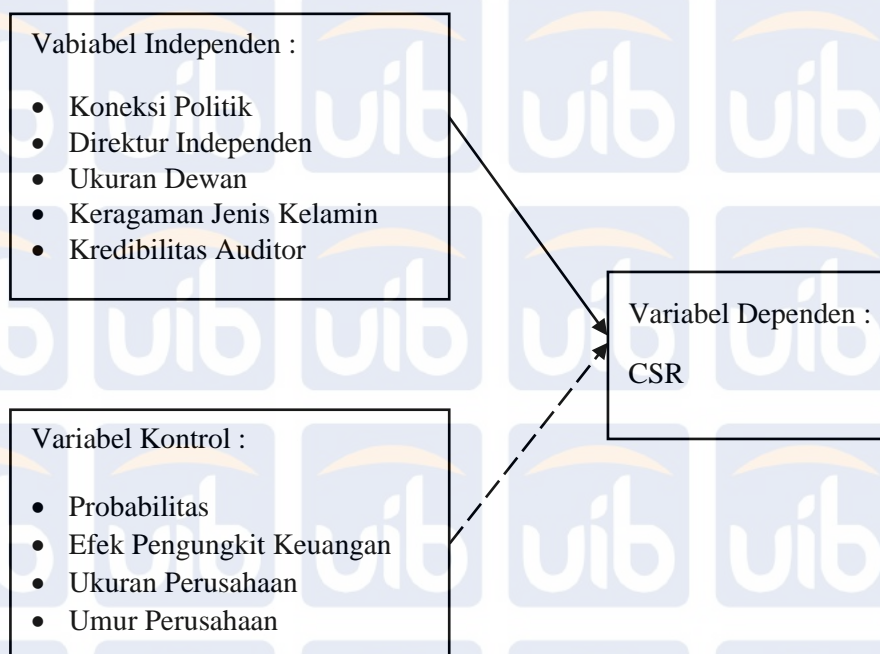 Vabiabel Independen :
• Koneksi Politik
• Direktur Independen
• Ukuran Dewan
• Keragaman Jenis Kelamin
• Kredibilitas Auditor
Variabel Dependen :
CSR
Variabel Kontrol :
• Probabilitas
• Efek Pengungkit Keuangan
• Ukuran Perusahaan
• Umur Perusahaan
uib